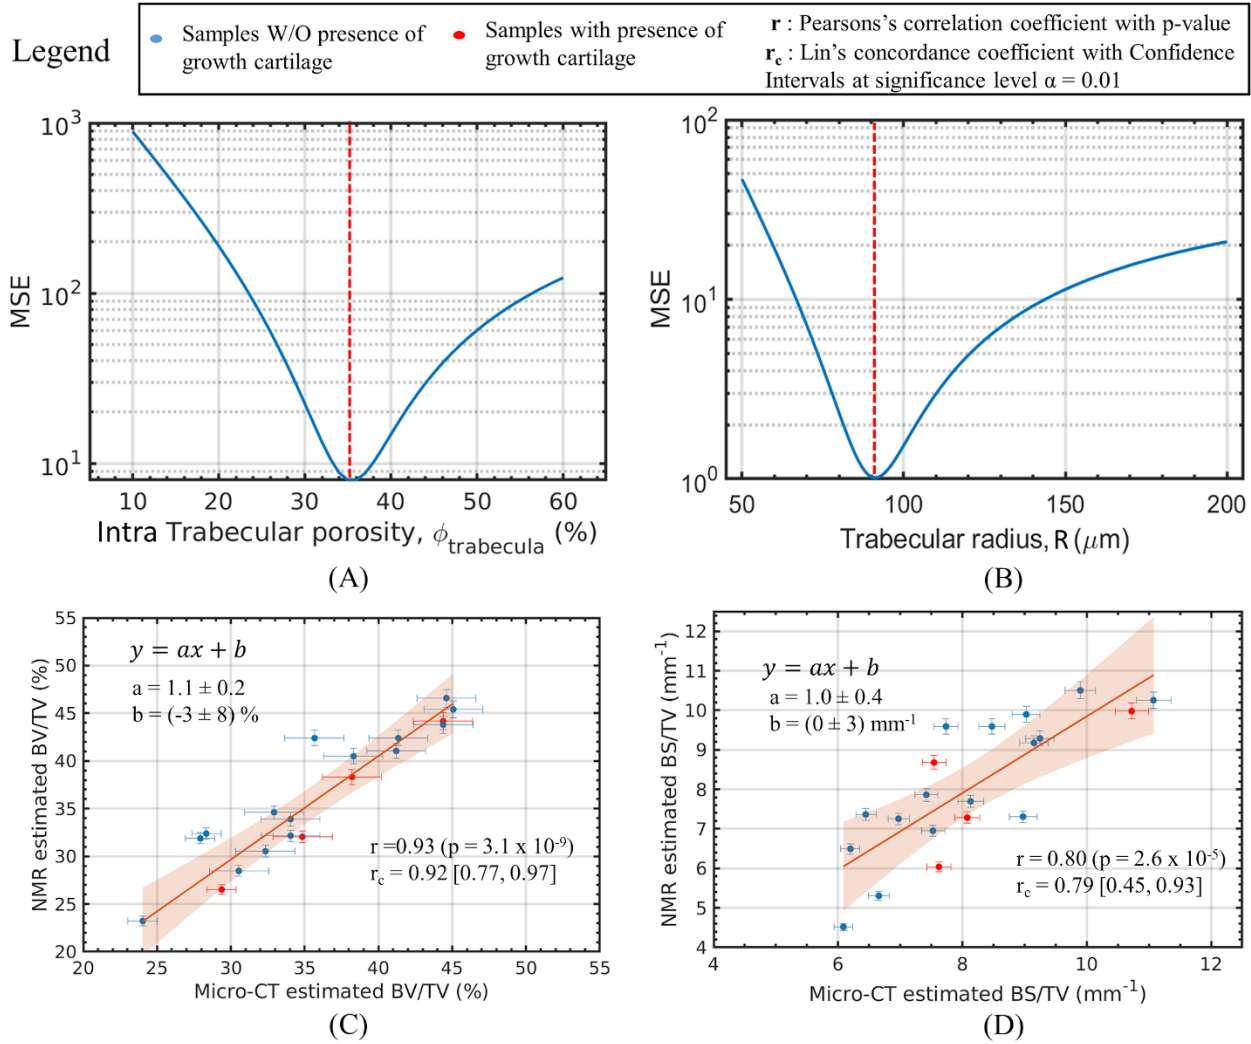 Legend
Samples W/O presence of
growth cartilage
Samples with presence of
growth cartilage
r : Pearsons's correlation coefficient with p-value
r_c : Lin's concordance coefficient with Confidence
Intervals at significance level α = 0.01
10^3
10^2
10^1
MSE
10 20 30 40 50 60
Intra Trabecular porosity, ϕ_trabecula (%)
(A)
10^2
10^1
10^0
MSE
50 100 150 200
Trabecular radius, R (μm)
(B)
55
50
45
40
35
30
25
20
NMR estimated BV/TV (%)
y = ax + b
a = 1.1 ± 0.2
b = (-3 ± 8) %
r =0.93 (p = 3.1 x 10^-9)
r_c = 0.92 [0.77, 0.97]
20 25 30 35 40 45 50 55
Micro-CT estimated BV/TV (%)
(C)
12
11
10
9
8
7
6
5
4
NMR estimated BS/TV (mm^-1)
y = ax + b
a = 1.0 ± 0.4
b = (0 ± 3) mm^-1
r = 0.80 (p = 2.6 x 10^-5)
r_c = 0.79 [0.45, 0.93]
4 6 8 10 12
Micro-CT estimated BS/TV (mm^-1)
(D)